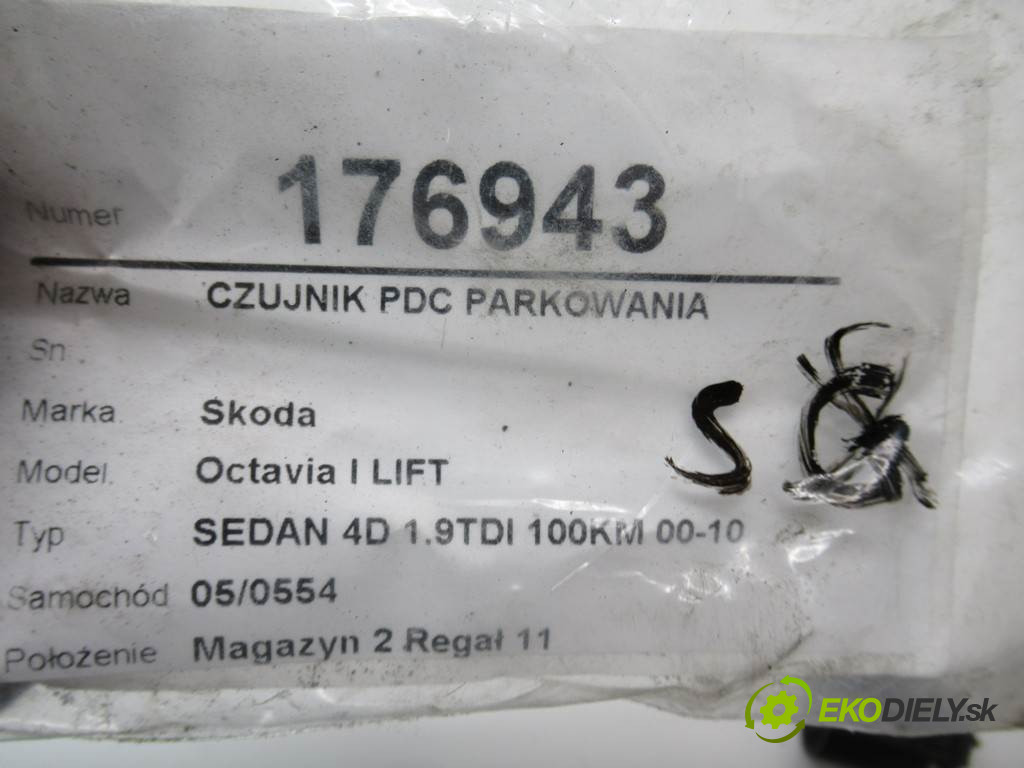 Numer 176943
Nazwa CZUJNIK PDC PARKOWANIA
Sn.
Marka. Skoda
Model. Octavia I LIFT
Typ SEDAN 4D 1.9TDI 100KM 00-10
Samochód 05/0554
Położenie Magazyn 2 Regał 11
S
EKODIELY.sk